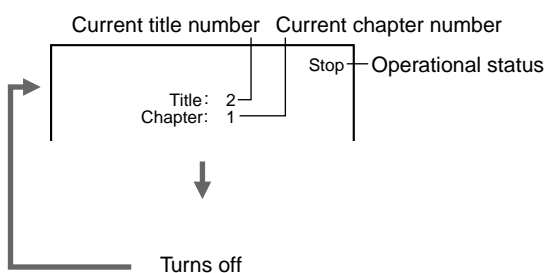 Current title number Current chapter number
Stop Operational status
Title: 2
Chapter: 1
Turns off